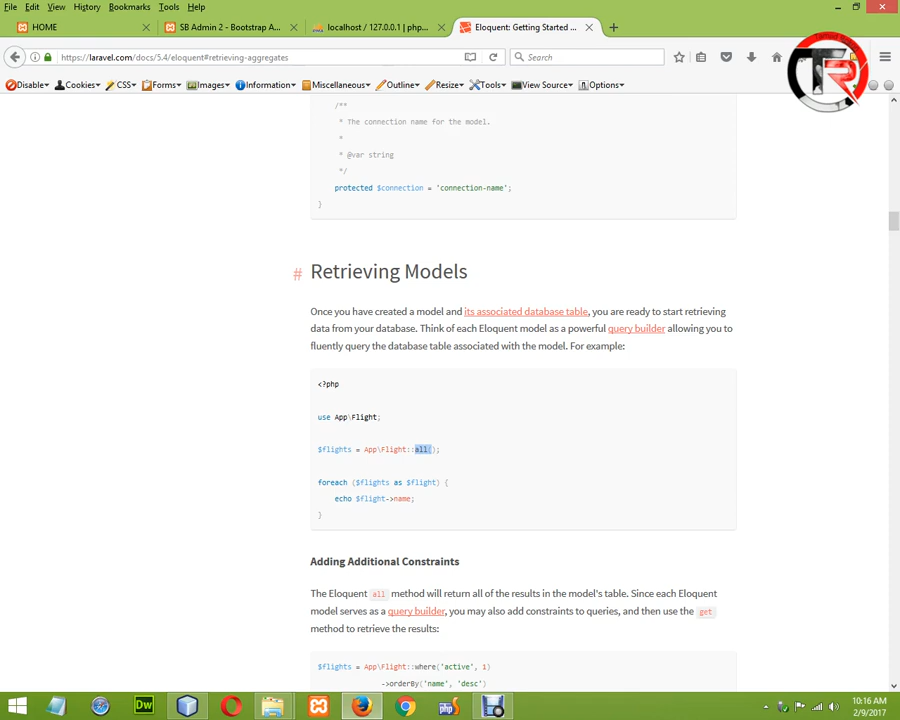 File Edit View History Bookmarks Tools Help
HOME
SB Admin 2 - Bootstrap A...
localhost / 127.0.0.1 | php...
Eloquent: Getting Started ...
https://laravel.com/docs/5.4/eloquent#retrieving-aggregates
Search
Disable Cookies CSS Forms Images Information Miscellaneous Outline Resize Tools View Source Options
/**
* The connection name for the model.
*
* @var string
*/
protected $connection = 'connection-name';
}
# Retrieving Models
Once you have created a model and its associated database table, you are ready to start retrieving
data from your database. Think of each Eloquent model as a powerful query builder allowing you to
fluently query the database table associated with the model. For example:
<?php
use App\Flight;
$flights = App\Flight::all();
foreach ($flights as $flight) {
echo $flight->name;
}
Adding Additional Constraints
The Eloquent all method will return all of the results in the model's table. Since each Eloquent
model serves as a query builder, you may also add constraints to queries, and then use the get
method to retrieve the results:
$flights = App\Flight::where('active', 1)
->orderBy('name', 'desc')
Dw
10:16 AM
2/9/2017